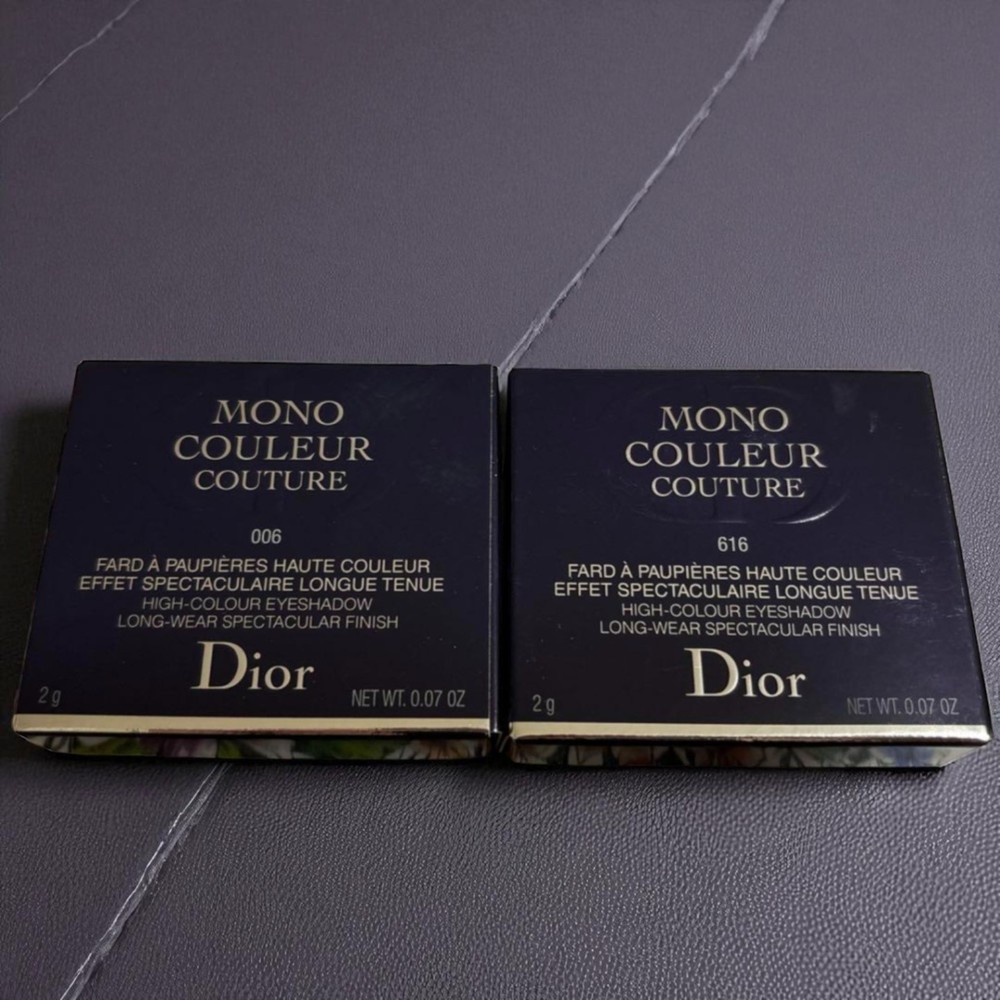 MONO
COULEUR
COUTURE
006
FARD À PAUPIÈRES HAUTE COULEUR
EFFET SPECTACULAIRE LONGUE TENUE
HIGH-COLOUR EYESHADOW
LONG-WEAR SPECTACULAR FINISH
Dior
2 g
NET WT. 0.07 OZ
MONO
COULEUR
COUTURE
616
FARD À PAUPIÈRES HAUTE COULEUR
EFFET SPECTACULAIRE LONGUE TENUE
HIGH-COLOUR EYESHADOW
LONG-WEAR SPECTACULAR FINISH
Dior
2 g
NET WT. 0.07 OZ